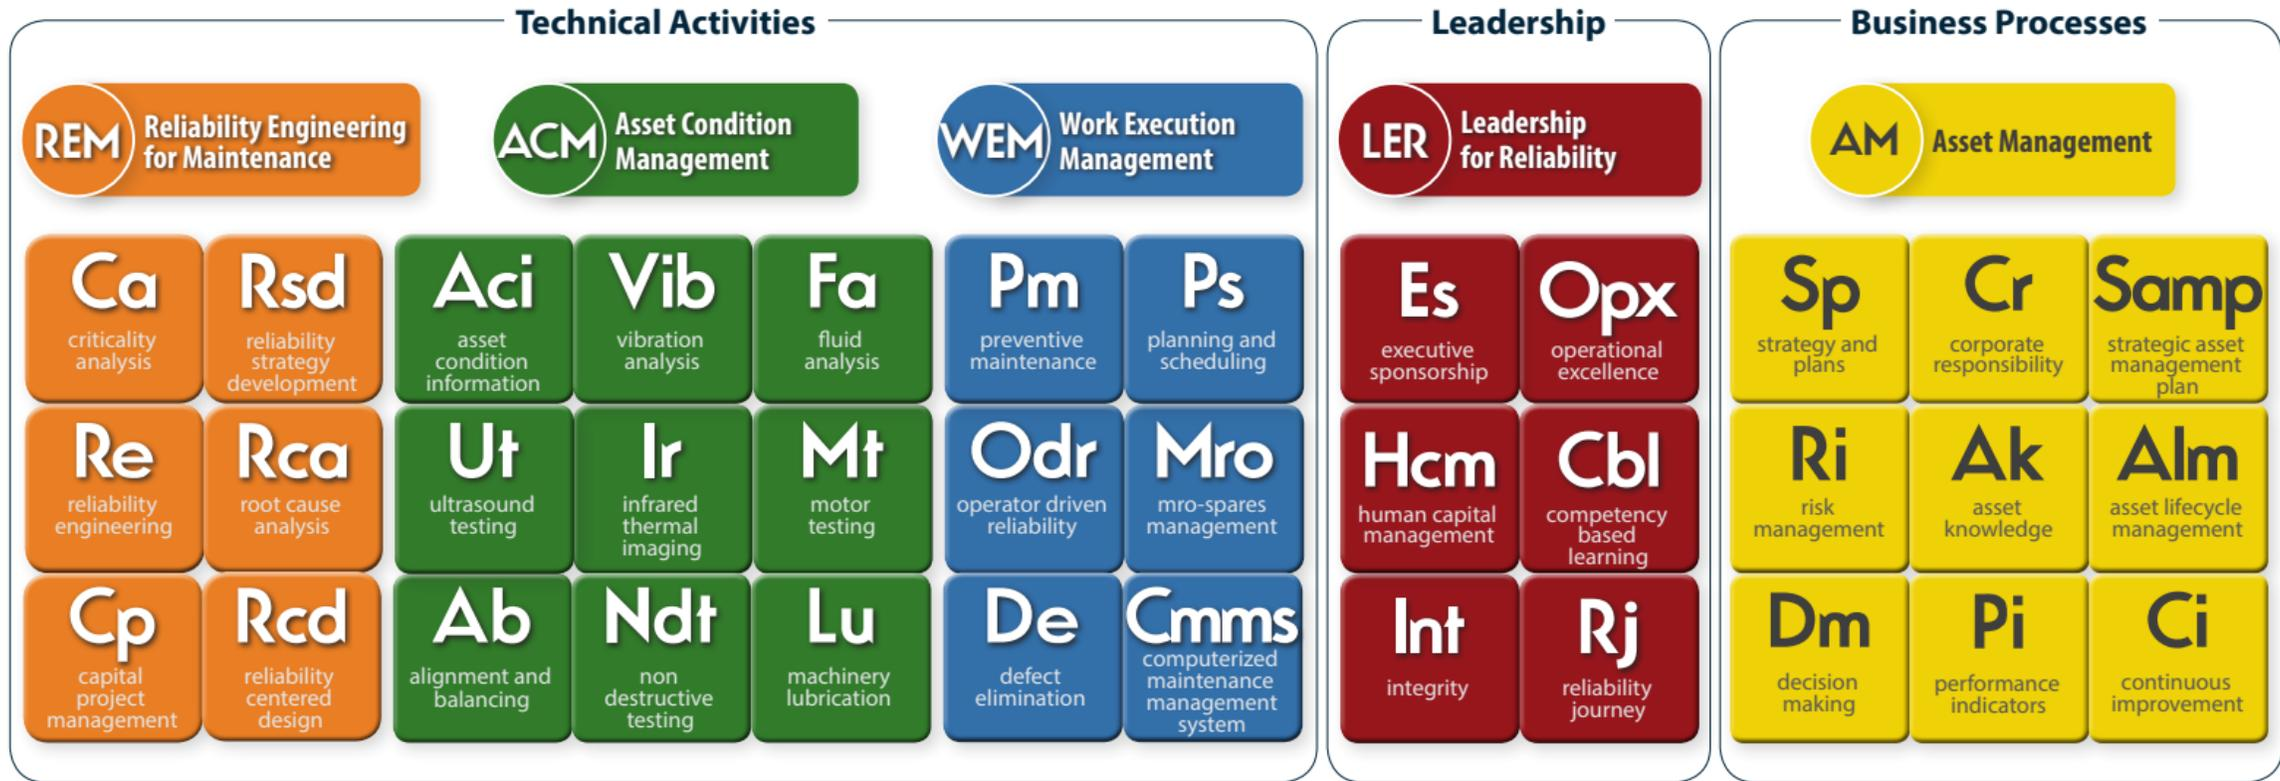 Technical Activities
Leadership
Business Processes
REM
Reliability Engineering
for Maintenance
ACM
Asset Condition
Management
WEM
Work Execution
Management
LER
Leadership
for Reliability
AM
Asset Management
Ca
criticality
analysis
Rsd
reliability
strategy
development
Re
reliability
engineering
Rca
root cause
analysis
Cp
capital
project
management
Rcd
reliability
centered
design
Aci
asset
condition
information
Vib
vibration
analysis
Fa
fluid
analysis
Ut
ultrasound
testing
Ir
infrared
thermal
imaging
Mt
motor
testing
Ab
alignment and
balancing
Ndt
non
destructive
testing
Lu
machinery
lubrication
Pm
preventive
maintenance
Ps
planning and
scheduling
Odr
operator driven
reliability
Mro
mro-spares
management
De
defect
elimination
Cmms
computerized
maintenance
management
system
Es
executive
sponsorship
Opx
operational
excellence
Hcm
human capital
management
Cbl
competency
based
learning
Int
integrity
Rj
reliability
journey
Sp
strategy and
plans
Cr
corporate
responsibility
Samp
strategic asset
management
plan
Ri
risk
management
Ak
asset
knowledge
Alm
asset lifecycle
management
Dm
decision
making
Pi
performance
indicators
Ci
continuous
improvement